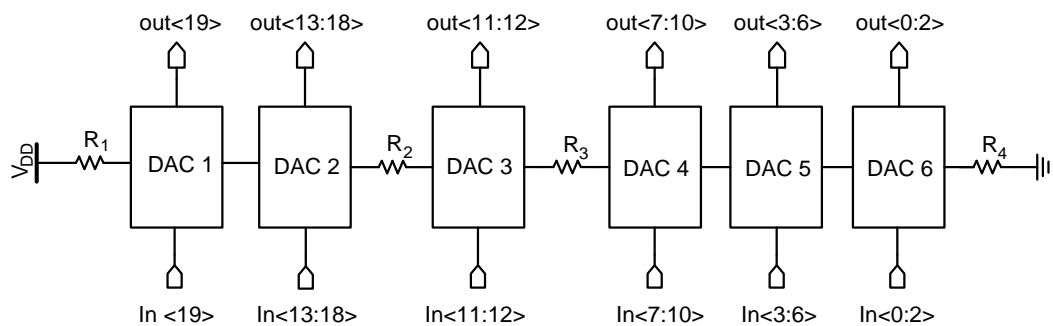 out<19> out<13:18> out<11:12> out<7:10> out<3:6> out<0:2>
VDD R1 DAC 1 DAC 2 R2 DAC 3 R3 DAC 4 DAC 5 DAC 6 R4
In <19> In<13:18> In<11:12> In<7:10> In<3:6> In<0:2>